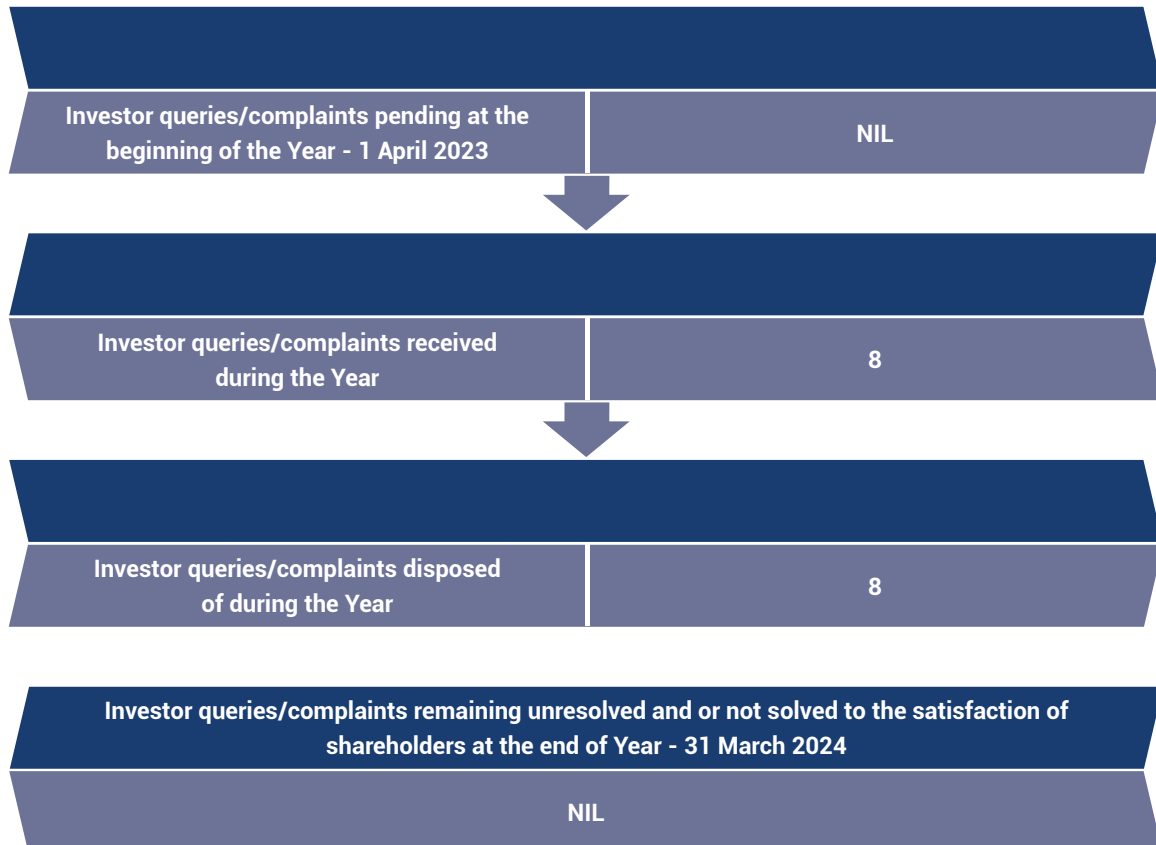 Investor queries/complaints pending at the
beginning of the Year - 1 April 2023
NIL
Investor queries/complaints received
during the Year
8
Investor queries/complaints disposed
of during the Year
8
Investor queries/complaints remaining unresolved and or not solved to the satisfaction of
shareholders at the end of Year - 31 March 2024
NIL